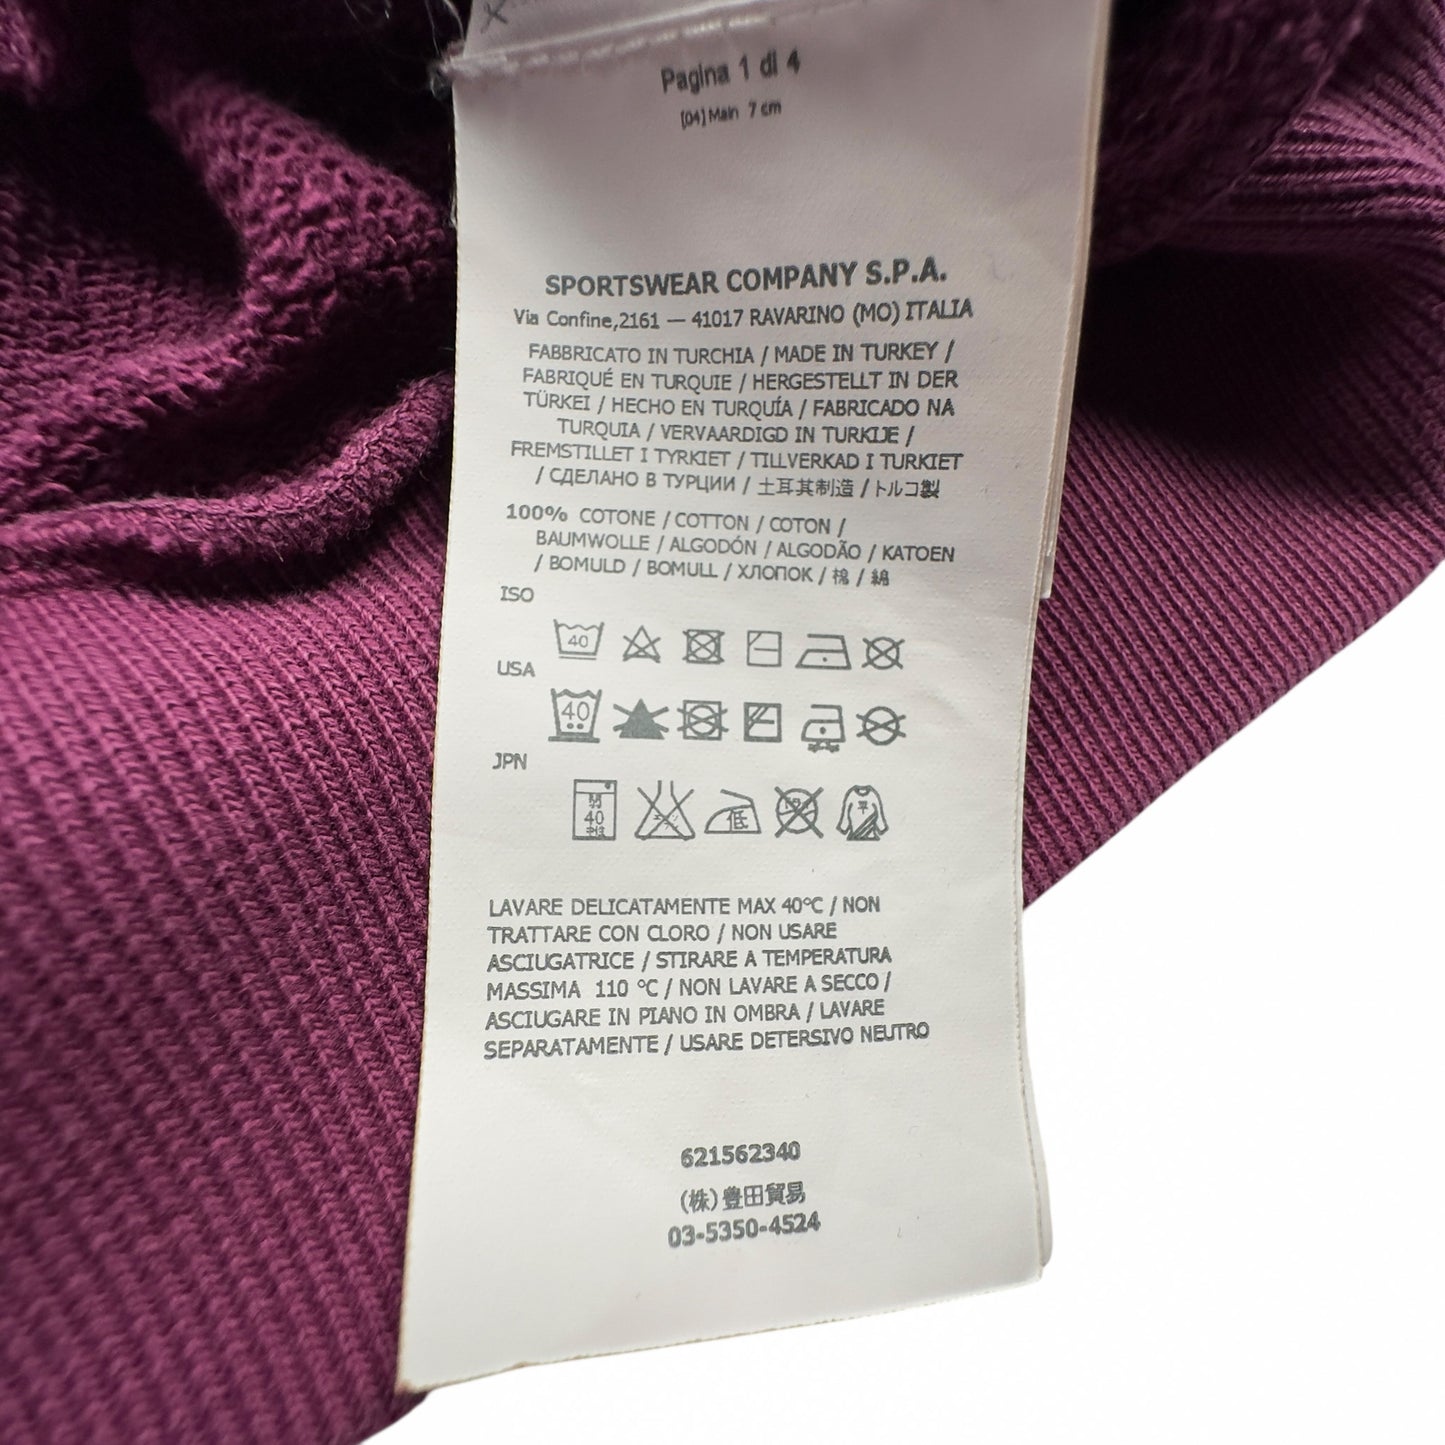 Pagina 1 di 4
[04] Main 7 cm
SPORTSWEAR COMPANY S.P.A.
Via Confine,2161 — 41017 RAVARINO (MO) ITALIA
FABBRICATO IN TURCHIA / MADE IN TURKEY /
FABRIQUÉ EN TURQUIE / HERGESTELLT IN DER
TÜRKEI / HECHO EN TURQUÍA / FABRICADO NA
TURQUIA / VERVAARDIGD IN TURKIJE /
FREMSTILLET I TYRKIET / TILLVERKAD I TURKIET
/ СДЕЛАНО В ТУРЦИИ / 土耳其制造 / トルコ製
100% COTONE / COTTON / COTON /
BAUMWOLLE / ALGODÓN / ALGODÃO / KATOEN
/ BOMULD / BOMULL / ХЛОПОК / 棉 / 綿
ISO
40
USA
40
JPN
40
低
平
LAVARE DELICATAMENTE MAX 40°C / NON
TRATTARE CON CLORO / NON USARE
ASCIUGATRICE / STIRARE A TEMPERATURA
MASSIMA 110 °C / NON LAVARE A SECCO /
ASCIUGARE IN PIANO IN OMBRA / LAVARE
SEPARATAMENTE / USARE DETERSIVO NEUTRO
621562340
(株)豊田貿易
03-5350-4524